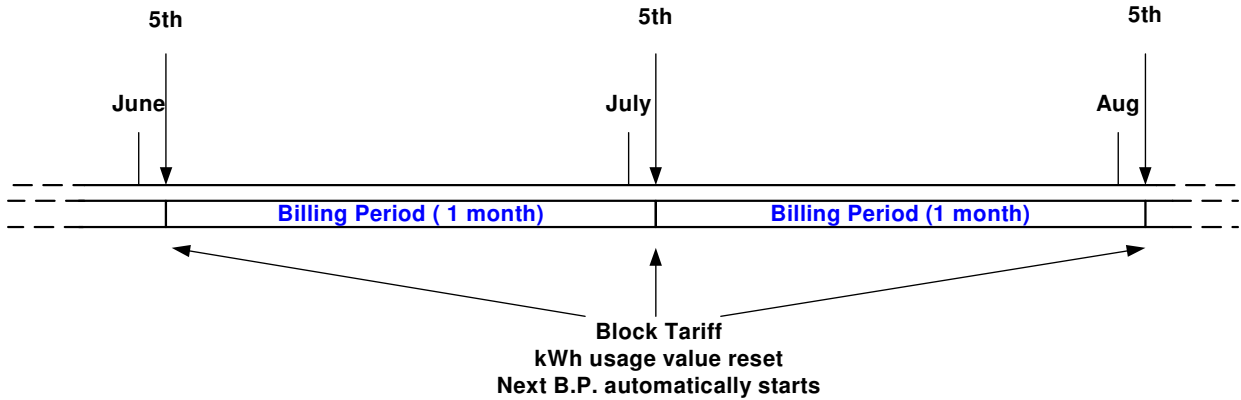 5th
5th
5th
June
July
Aug
Billing Period ( 1 month)
Billing Period (1 month)
Block Tariff
kWh usage value reset
Next B.P. automatically starts